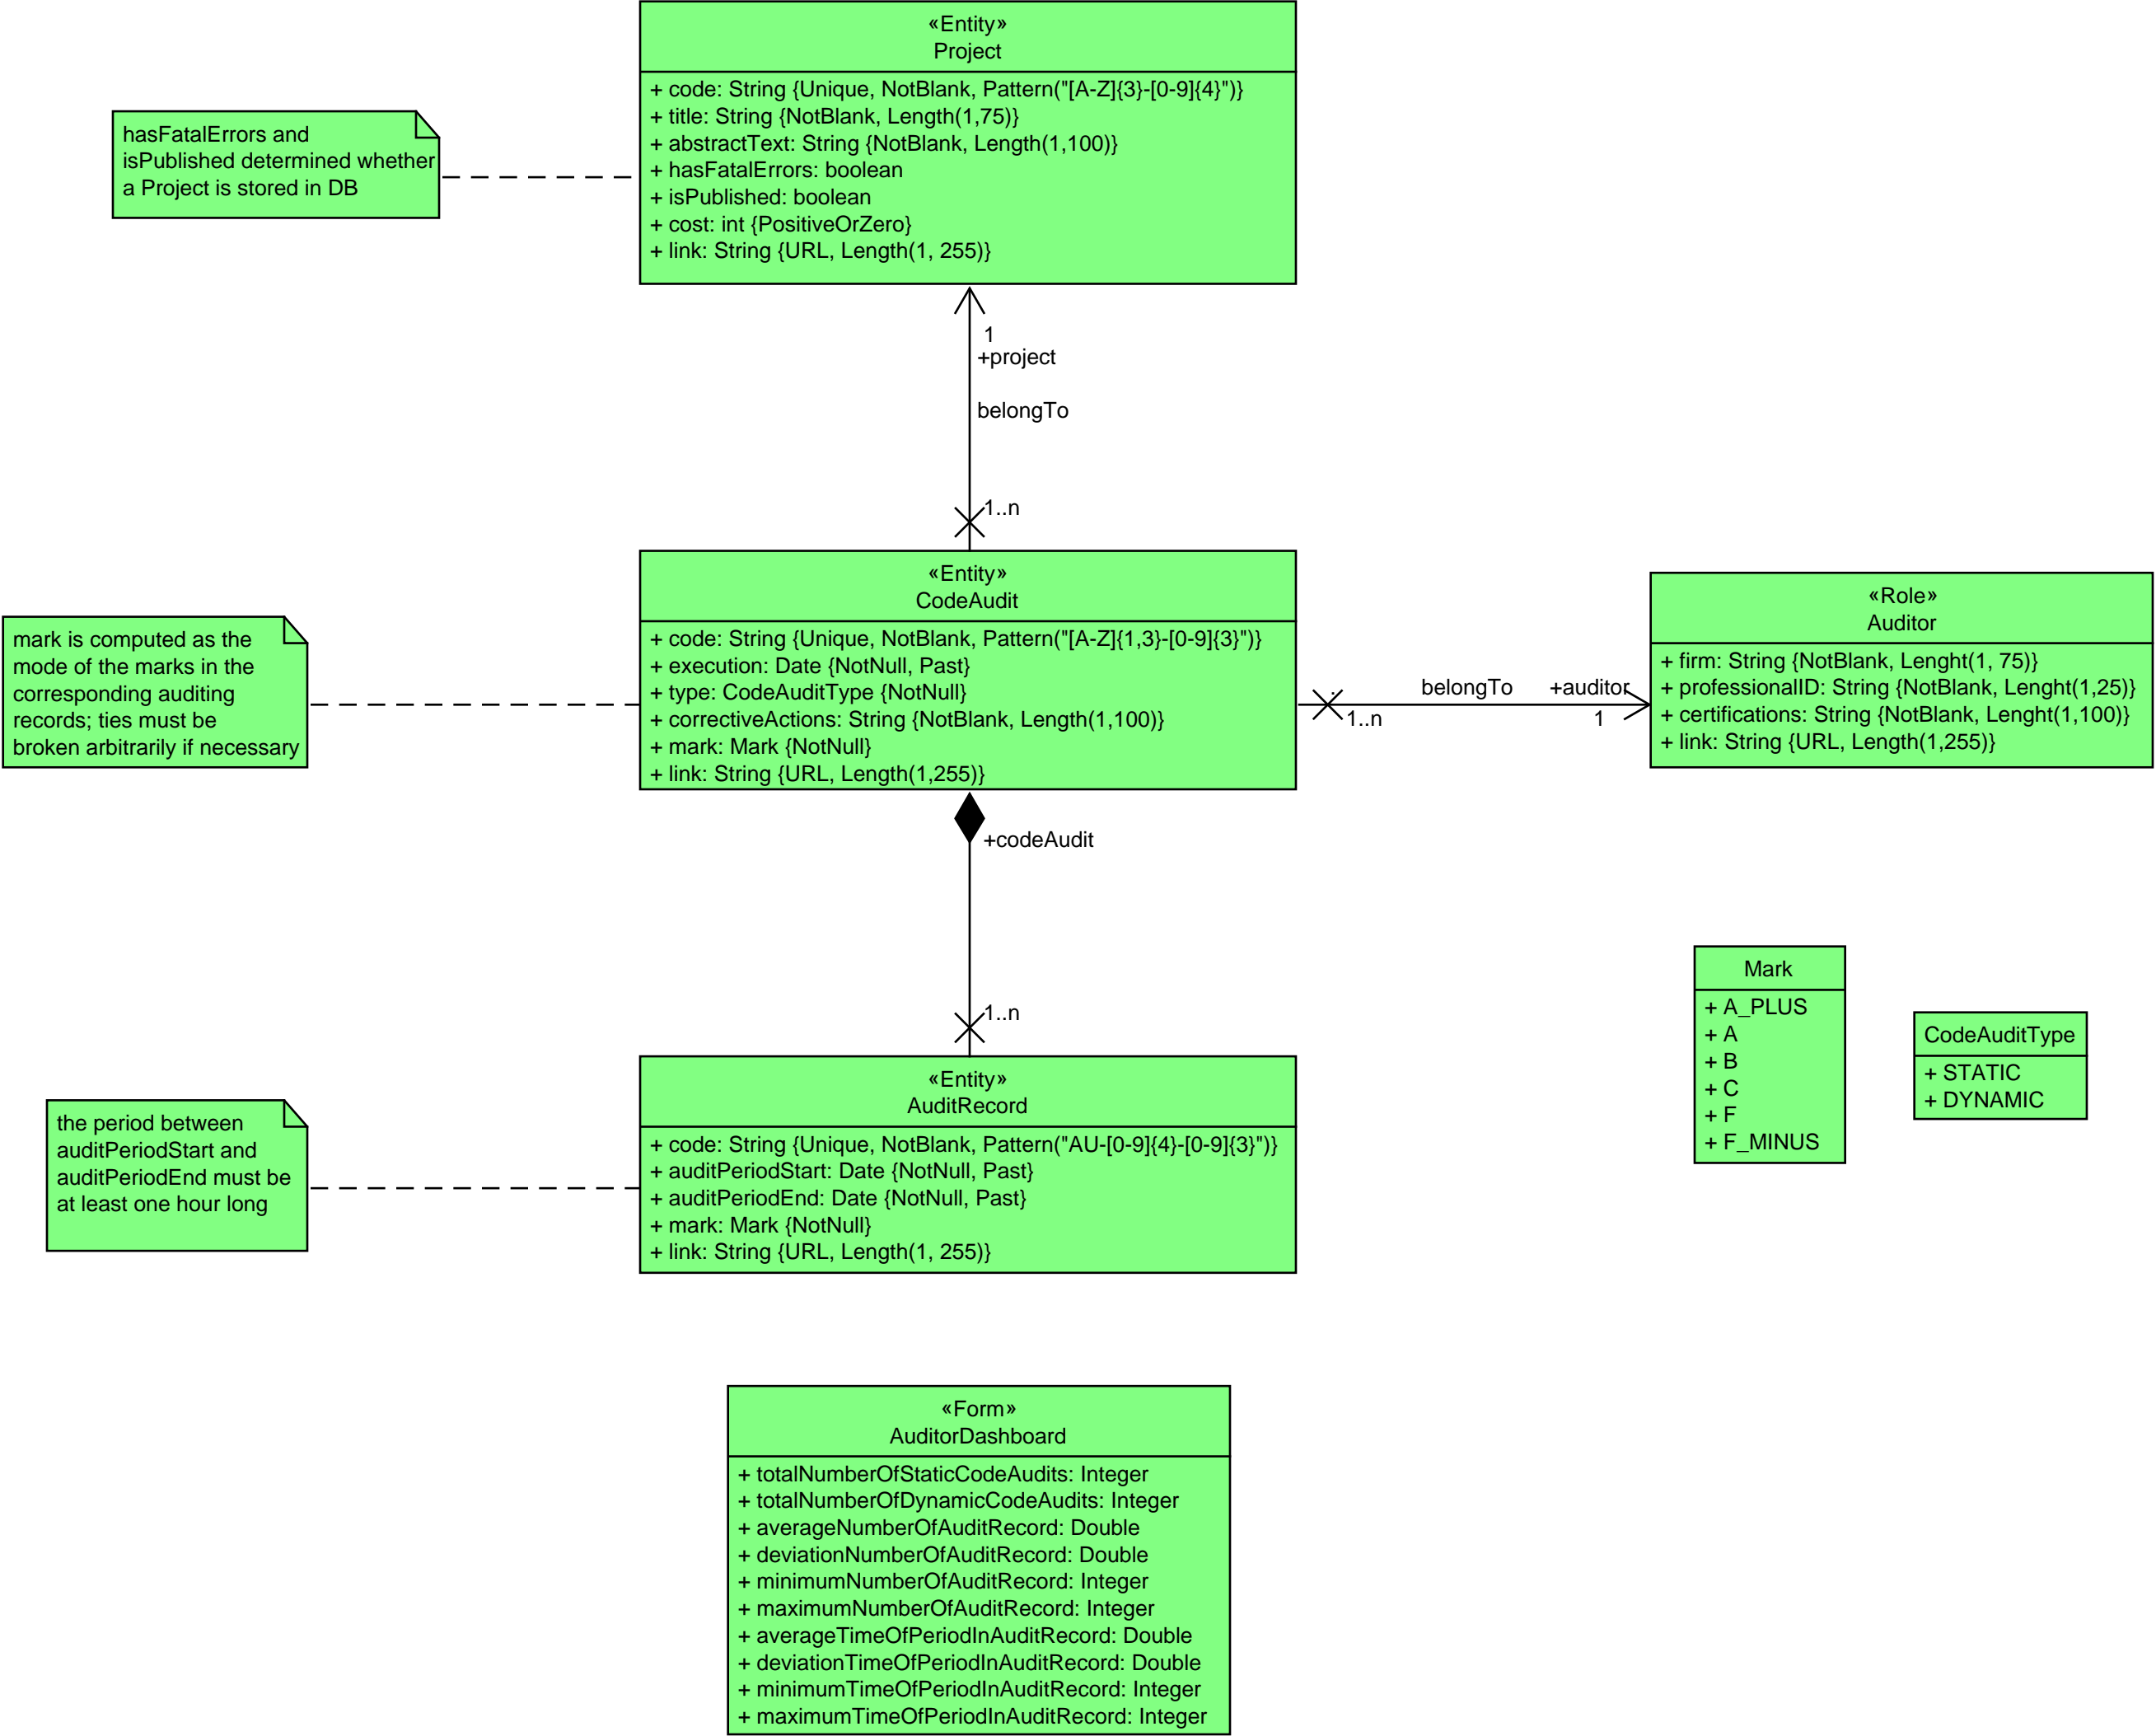 «Entity»
Project
+ code: String {Unique, NotBlank, Pattern("[A-Z]{3}-[0-9]{4}")}
+ title: String {NotBlank, Length(1,75)}
+ abstractText: String {NotBlank, Length(1,100)}
+ hasFatalErrors: boolean
+ isPublished: boolean
+ cost: int {PositiveOrZero}
+ link: String {URL, Length(1, 255)}
hasFatalErrors and
isPublished determined whether
a Project is stored in DB
1
+project
belongTo
1..n
«Entity»
CodeAudit
+ code: String {Unique, NotBlank, Pattern("[A-Z]{1,3}-[0-9]{3}")}
+ execution: Date {NotNull, Past}
+ type: CodeAuditType {NotNull}
+ correctiveActions: String {NotBlank, Length(1,100)}
+ mark: Mark {NotNull}
+ link: String {URL, Length(1,255)}
mark is computed as the
mode of the marks in the
corresponding auditing
records; ties must be
broken arbitrarily if necessary
belongTo
+auditor
1..n
1
«Role»
Auditor
+ firm: String {NotBlank, Lenght(1, 75)}
+ professionalID: String {NotBlank, Lenght(1,25)}
+ certifications: String {NotBlank, Lenght(1,100)}
+ link: String {URL, Length(1,255)}
+codeAudit
1..n
Mark
+ A_PLUS
+ A
+ B
+ C
+ F
+ F_MINUS
CodeAuditType
+ STATIC
+ DYNAMIC
«Entity»
AuditRecord
+ code: String {Unique, NotBlank, Pattern("AU-[0-9]{4}-[0-9]{3}")}
+ auditPeriodStart: Date {NotNull, Past}
+ auditPeriodEnd: Date {NotNull, Past}
+ mark: Mark {NotNull}
+ link: String {URL, Length(1, 255)}
the period between
auditPeriodStart and
auditPeriodEnd must be
at least one hour long
«Form»
AuditorDashboard
+ totalNumberOfStaticCodeAudits: Integer
+ totalNumberOfDynamicCodeAudits: Integer
+ averageNumberOfAuditRecord: Double
+ deviationNumberOfAuditRecord: Double
+ minimumNumberOfAuditRecord: Integer
+ maximumNumberOfAuditRecord: Integer
+ averageTimeOfPeriodInAuditRecord: Double
+ deviationTimeOfPeriodInAuditRecord: Double
+ minimumTimeOfPeriodInAuditRecord: Integer
+ maximumTimeOfPeriodInAuditRecord: Integer